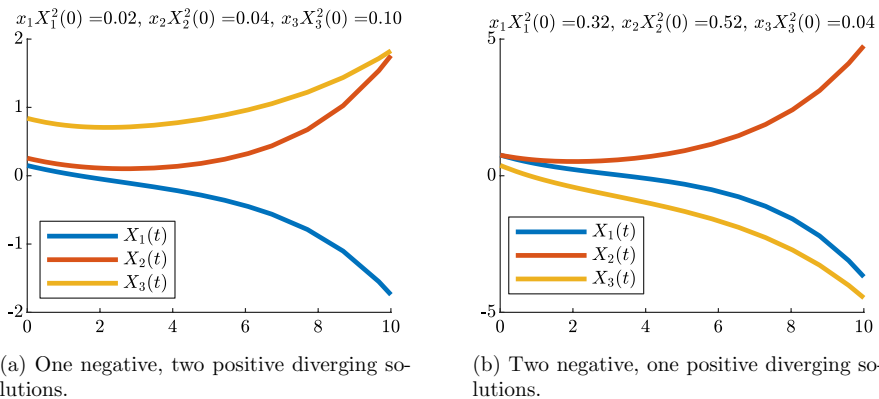 x₁X₁²(0) =0.02, x₂X₂²(0) =0.04, x₃X₃²(0) =0.10
2
1
0
-1
-2
X₁(t)
X₂(t)
X₃(t)
0 2 4 6 8 10
(a) One negative, two positive diverging so-
lutions.
x₁X₁²(0) =0.32, x₂X₂²(0) =0.52, x₃X₃²(0) =0.04
5
0
-5
X₁(t)
X₂(t)
X₃(t)
0 2 4 6 8 10
(b) Two negative, one positive diverging so-
lutions.